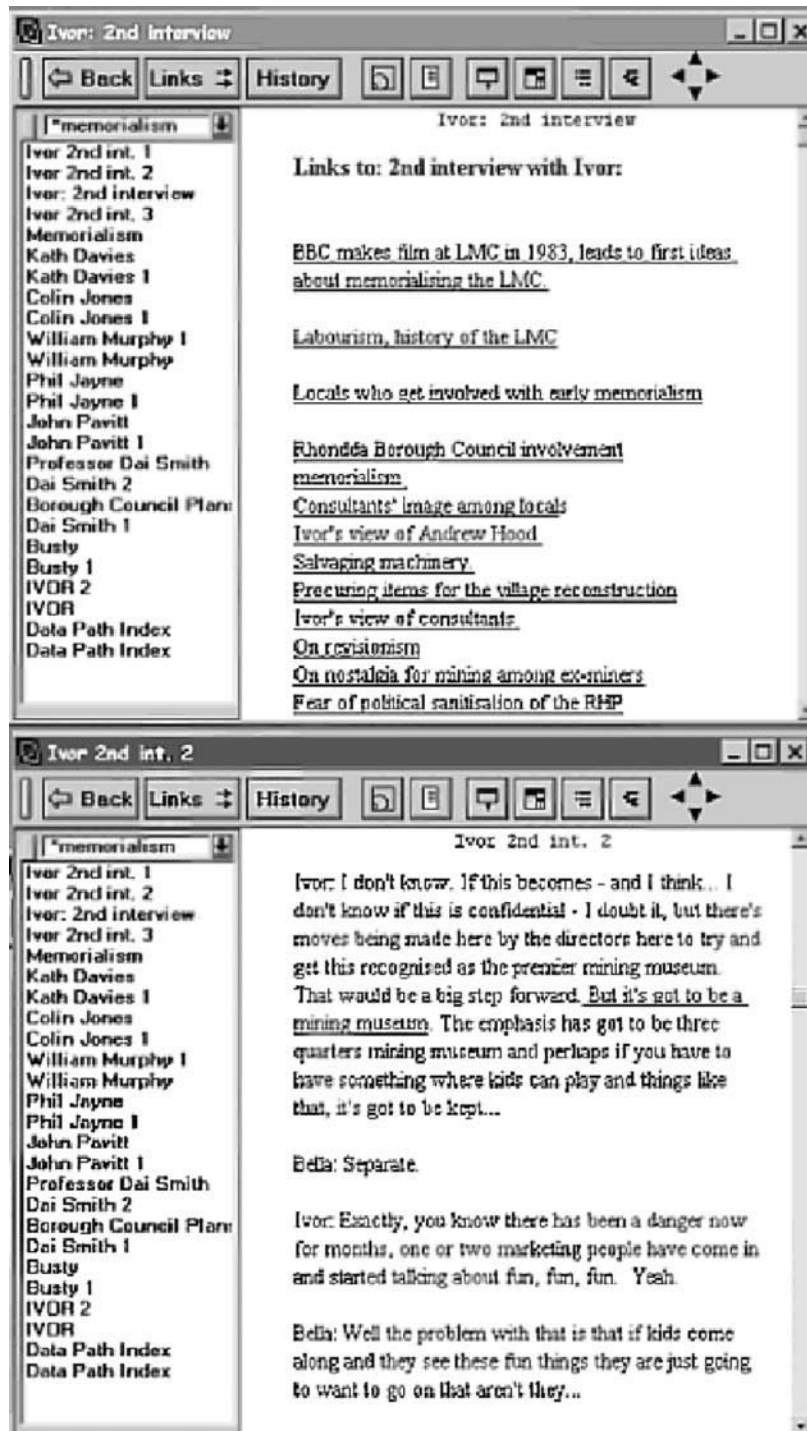 Ivor: 2nd interview
Back Links History
*memorialism
Ivor 2nd int. 1
Ivor 2nd int. 2
Ivor: 2nd interview
Ivor 2nd int. 3
Memorialism
Kath Davies
Kath Davies 1
Colin Jones
Colin Jones 1
William Murphy 1
William Murphy
Phil Jayne
Phil Jayne 1
John Pavitt
John Pavitt 1
Professor Dai Smith
Dai Smith 2
Borough Council Plan
Dai Smith 1
Busty
Busty 1
IVOR 2
IVOR
Data Path Index
Data Path Index
Ivor: 2nd interview
Links to: 2nd interview with Ivor:
BBC makes film at LMC in 1983, leads to first ideas
about memorialising the LMC.
Labourism, history of the LMC
Locals who get involved with early memorialism
Rhondda Borough Council involvement
memorialism.
Consultants' image among locals
Ivor's view of Andrew Hood
Salvaging machinery.
Procuring items for the village reconstruction
Ivor's view of consultants.
On revisionism
On nostalgia for mining among ex-miners
Fear of political sanitisation of the RHP
Ivor 2nd int. 2
Back Links History
*memorialism
Ivor 2nd int. 1
Ivor 2nd int. 2
Ivor: 2nd interview
Ivor 2nd int. 3
Memorialism
Kath Davies
Kath Davies 1
Colin Jones
Colin Jones 1
William Murphy 1
William Murphy
Phil Jayne
Phil Jayne 1
John Pavitt
John Pavitt 1
Professor Dai Smith
Dai Smith 2
Borough Council Plan
Dai Smith 1
Busty
Busty 1
IVOR 2
IVOR
Data Path Index
Data Path Index
Ivor 2nd int. 2
Ivor: I don't know. If this becomes - and I think... I
don't know if this is confidential - I doubt it, but there's
moves being made here by the directors here to try and
get this recognised as the premier mining museum.
That would be a big step forward. But it's got to be a
mining museum. The emphasis has got to be three
quarters mining museum and perhaps if you have to
have something where kids can play and things like
that, it's got to be kept...
Bella: Separate.
Ivor: Exactly, you know there has been a danger now
for months, one or two marketing people have come in
and started talking about fun, fun, fun. Yeah.
Bella: Well the problem with that is that if kids come
along and they see these fun things they are just going
to want to go on that aren't they...